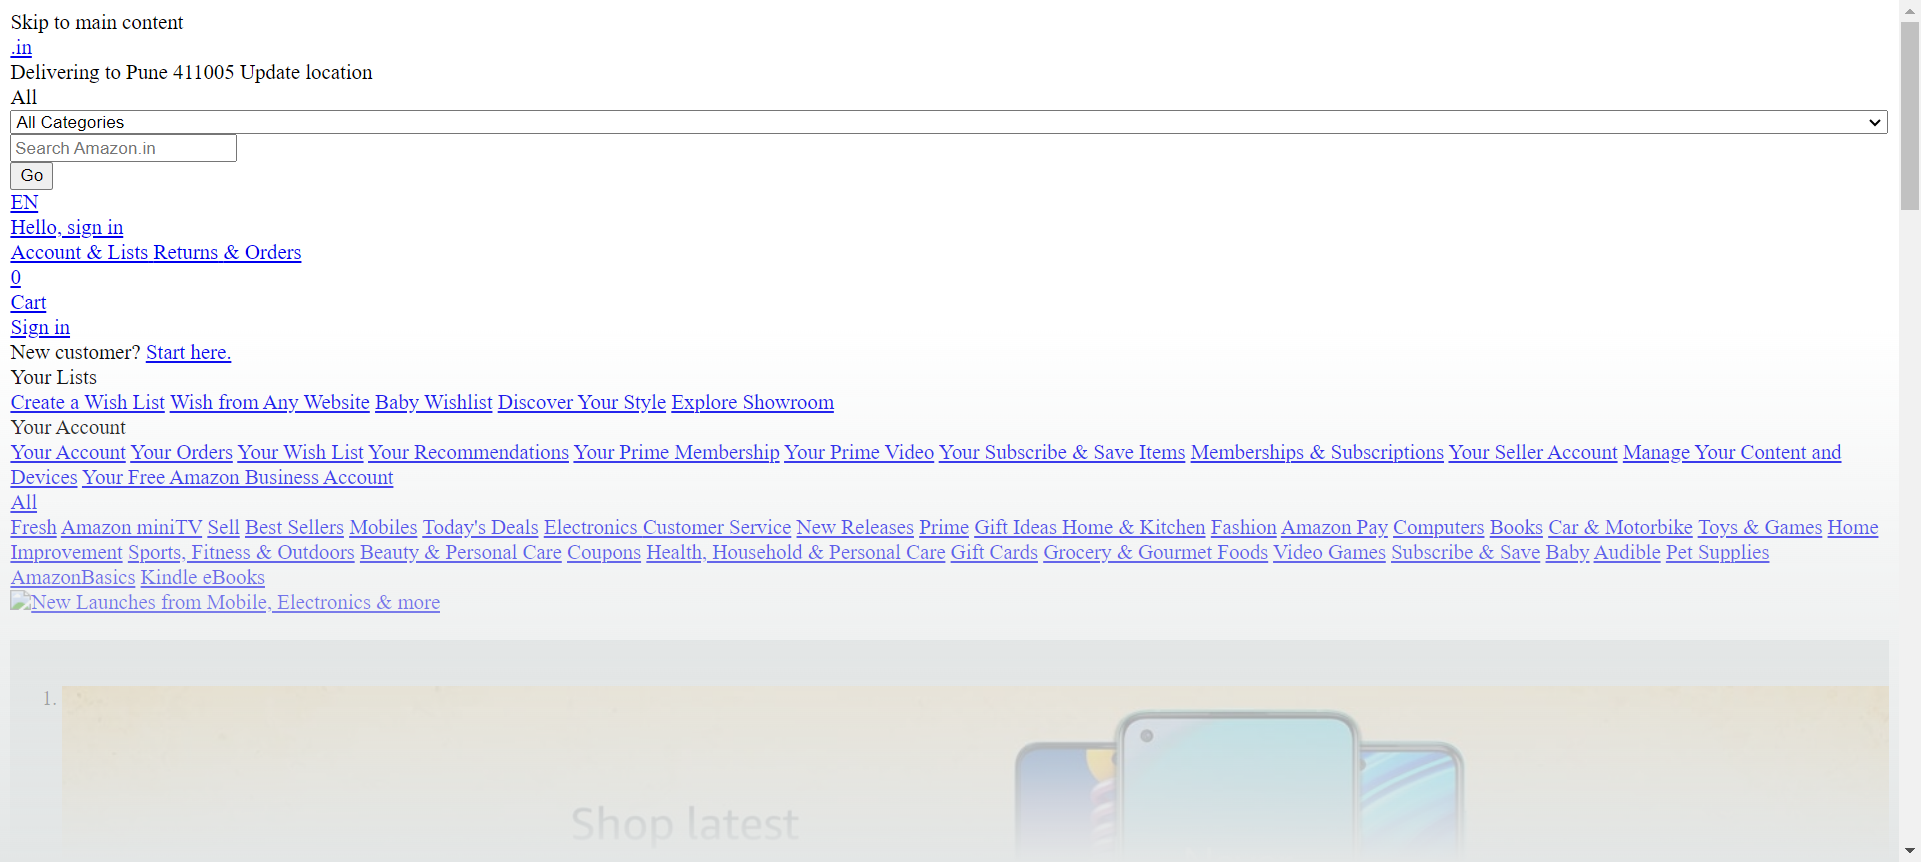 Skip to main content
.in
Delivering to Pune 411005 Update location
All
All Categories
Search Amazon.in
Go
EN
Hello, sign in
Account & Lists Returns & Orders
0
Cart
Sign in
New customer? Start here.
Your Lists
Create a Wish List Wish from Any Website Baby Wishlist Discover Your Style Explore Showroom
Your Account
Your Account Your Orders Your Wish List Your Recommendations Your Prime Membership Your Prime Video Your Subscribe & Save Items Memberships & Subscriptions Your Seller Account Manage Your Content and
Devices Your Free Amazon Business Account
All
Fresh Amazon miniTV Sell Best Sellers Mobiles Today's Deals Electronics Customer Service New Releases Prime Gift Ideas Home & Kitchen Fashion Amazon Pay Computers Books Car & Motorbike Toys & Games Home
Improvement Sports, Fitness & Outdoors Beauty & Personal Care Coupons Health, Household & Personal Care Gift Cards Grocery & Gourmet Foods Video Games Subscribe & Save Baby Audible Pet Supplies
AmazonBasics Kindle eBooks
New Launches from Mobile, Electronics & more
1.
Shop latest